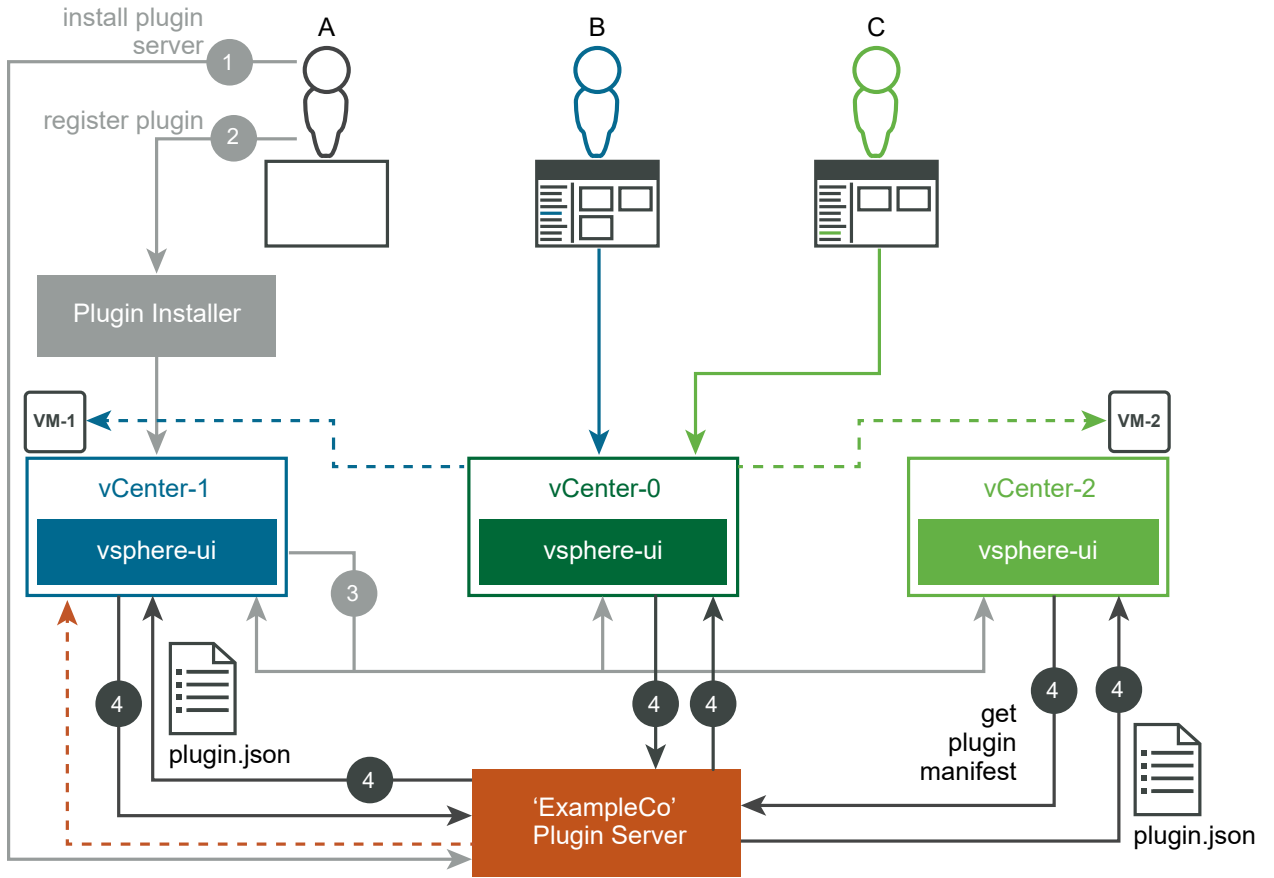 install plugin
server
A
B
C
1
register plugin
2
Plugin Installer
VM-1
VM-2
vCenter-1
vCenter-0
vCenter-2
vsphere-ui
vsphere-ui
vsphere-ui
3
4
4
4
4
4
get
plugin
manifest
plugin.json
4
‘ExampleCo’
Plugin Server
plugin.json